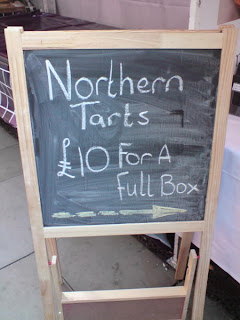 Northern
Tarts
£10 For A
Full Box